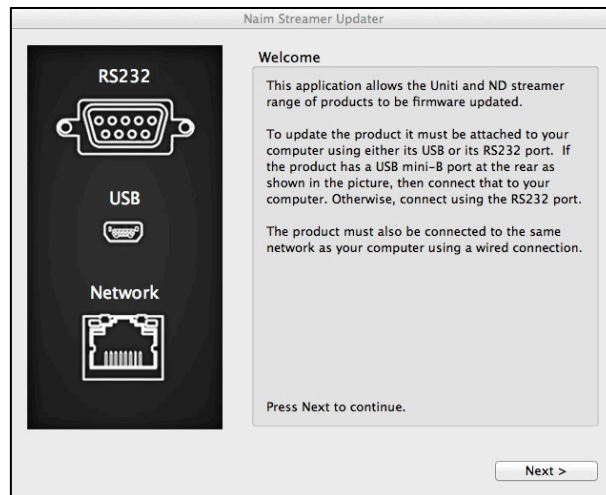 Naim Streamer Updater
RS232
USB
Network
Welcome
This application allows the Uniti and ND streamer
range of products to be firmware updated.
To update the product it must be attached to your
computer using either its USB or its RS232 port.  If
the product has a USB mini-B port at the rear as
shown in the picture, then connect that to your
computer. Otherwise, connect using the RS232 port.
The product must also be connected to the same
network as your computer using a wired connection.
Press Next to continue.
Next >